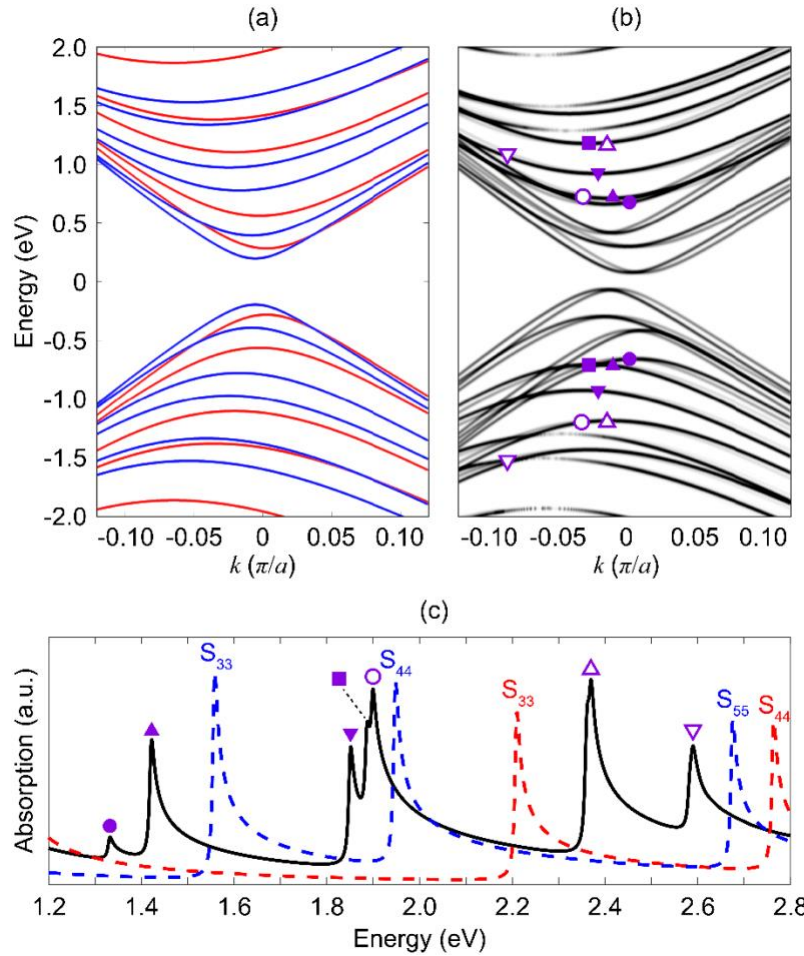 (a) (b)
2.0
1.5
1.0
0.5
0
-0.5
-1.0
-1.5
-2.0
Energy (eV)
-0.10 -0.05 0 0.05 0.10 -0.10 -0.05 0 0.05 0.10
k (π/a) k (π/a)
(c)
S33 S44 S33 S55 S44
Absorption (a.u.)
1.2 1.4 1.6 1.8 2.0 2.2 2.4 2.6 2.8
Energy (eV)